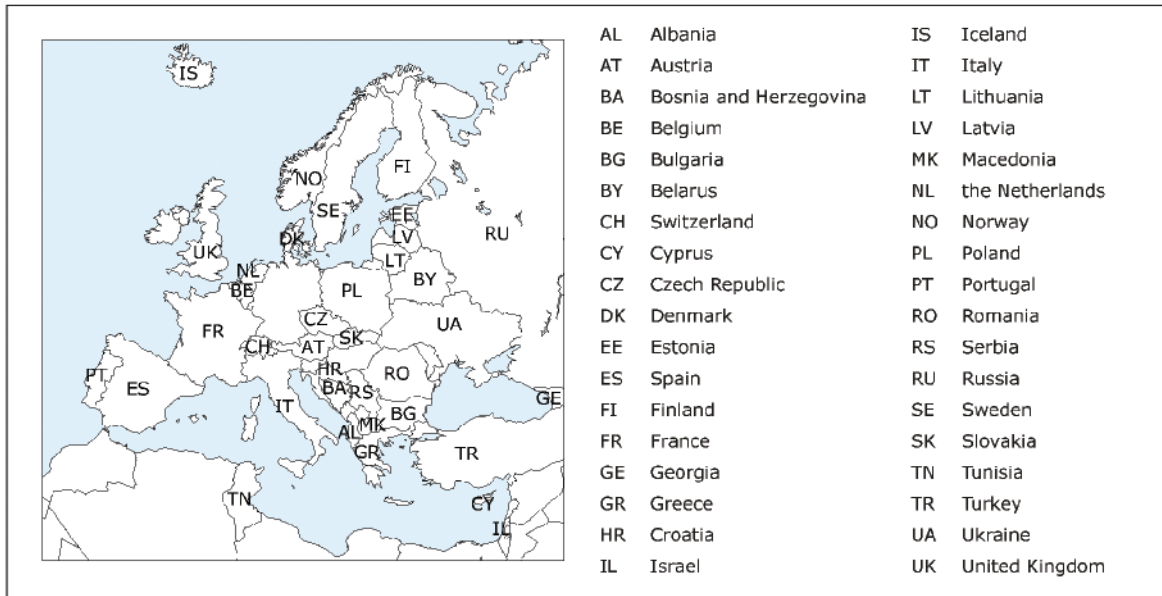 IS
FI
NO
SE
EE
RU
DK
LV
UK
LT
NL
BY
BE
PL
CZ
UA
FR
SK
CH
AT
HR
RO
PT
ES
BA
RS
IT
GE
BG
MK
AL
GR
TR
TN
CY
IL
AL Albania
AT Austria
BA Bosnia and Herzegovina
BE Belgium
BG Bulgaria
BY Belarus
CH Switzerland
CY Cyprus
CZ Czech Republic
DK Denmark
EE Estonia
ES Spain
FI Finland
FR France
GE Georgia
GR Greece
HR Croatia
IL Israel
IS Iceland
IT Italy
LT Lithuania
LV Latvia
MK Macedonia
NL the Netherlands
NO Norway
PL Poland
PT Portugal
RO Romania
RS Serbia
RU Russia
SE Sweden
SK Slovakia
TN Tunisia
TR Turkey
UA Ukraine
UK United Kingdom